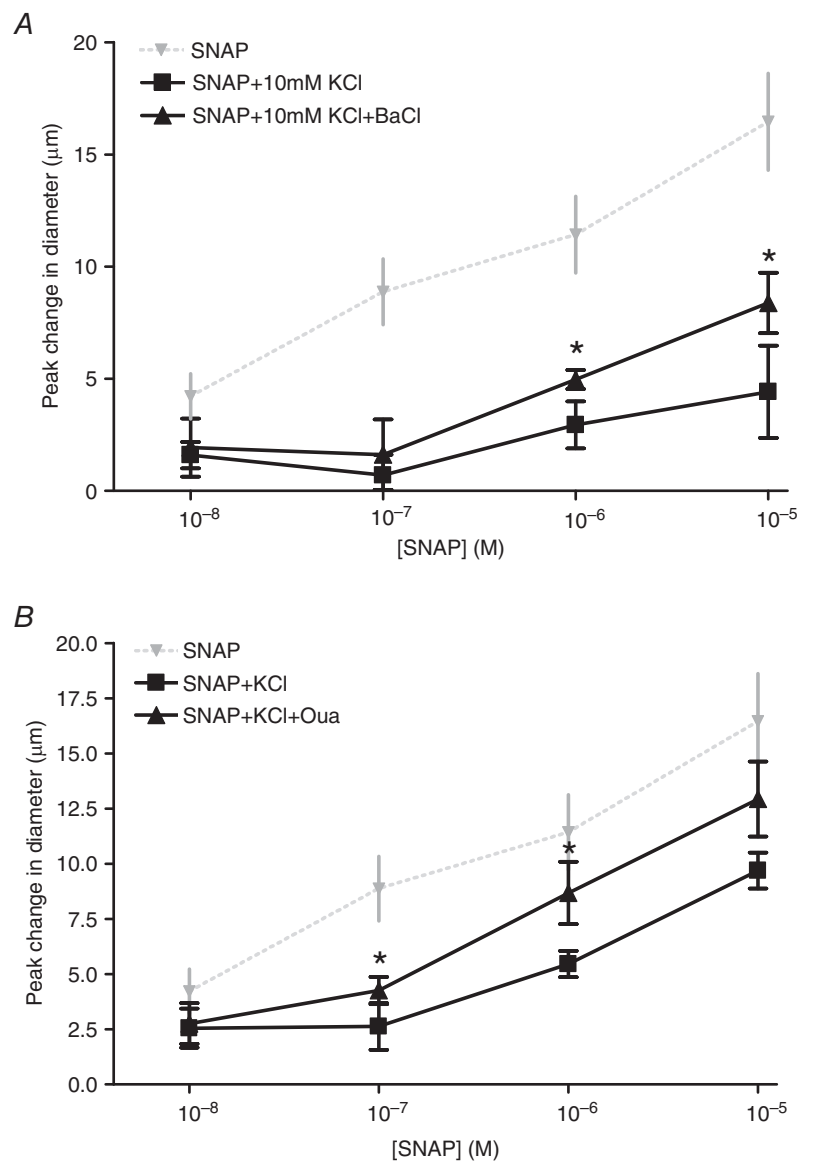 A
20
SNAP
SNAP+10mM KCl
SNAP+10mM KCl+BaCl
15
10
5
0
Peak change in diameter (μm)
*
*
10⁻⁸ 10⁻⁷ 10⁻⁶ 10⁻⁵
[SNAP] (M)
B
20.0
SNAP
SNAP+KCl
SNAP+KCl+Oua
17.5
15.0
12.5
10.0
7.5
5.0
2.5
0.0
Peak change in diameter (μm)
*
*
10⁻⁸ 10⁻⁷ 10⁻⁶ 10⁻⁵
[SNAP] (M)